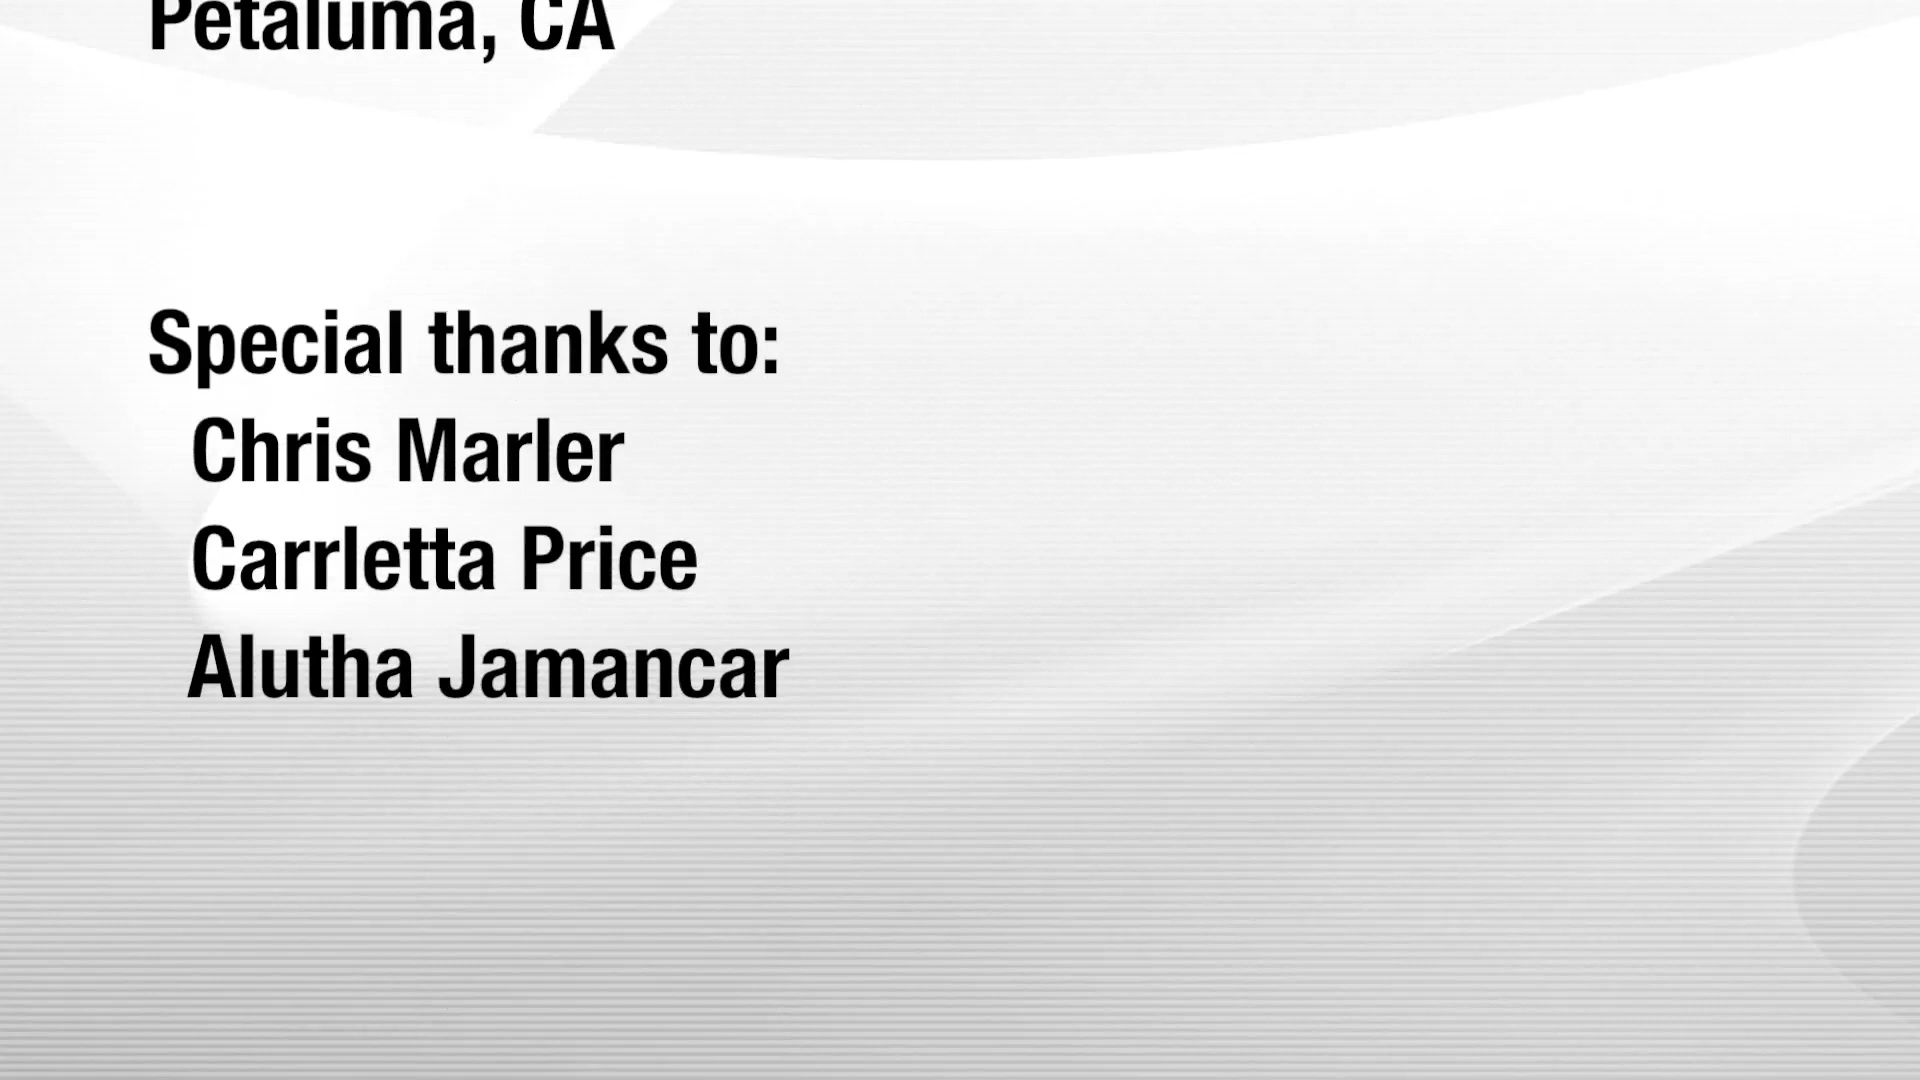 Petaluma, CA
Special thanks to:
Chris Marler
Carrletta Price
Alutha Jamancar